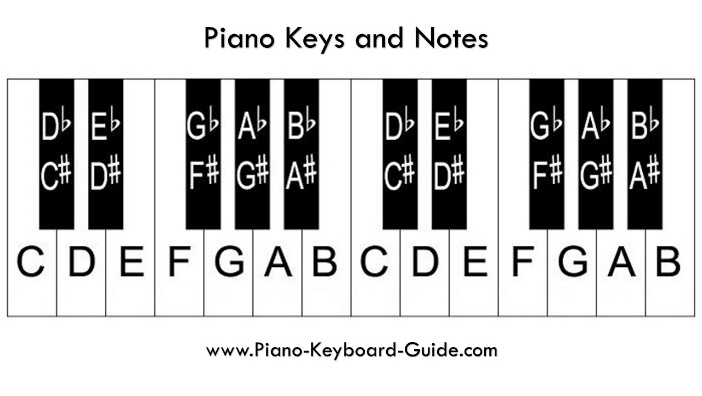 Piano Keys and Notes
D♭ E♭ G♭ A♭ B♭ D♭ E♭ G♭ A♭ B♭
C# D# F# G# A# C# D# F# G# A#
C D E F G A B C D E F G A B
www.Piano-Keyboard-Guide.com